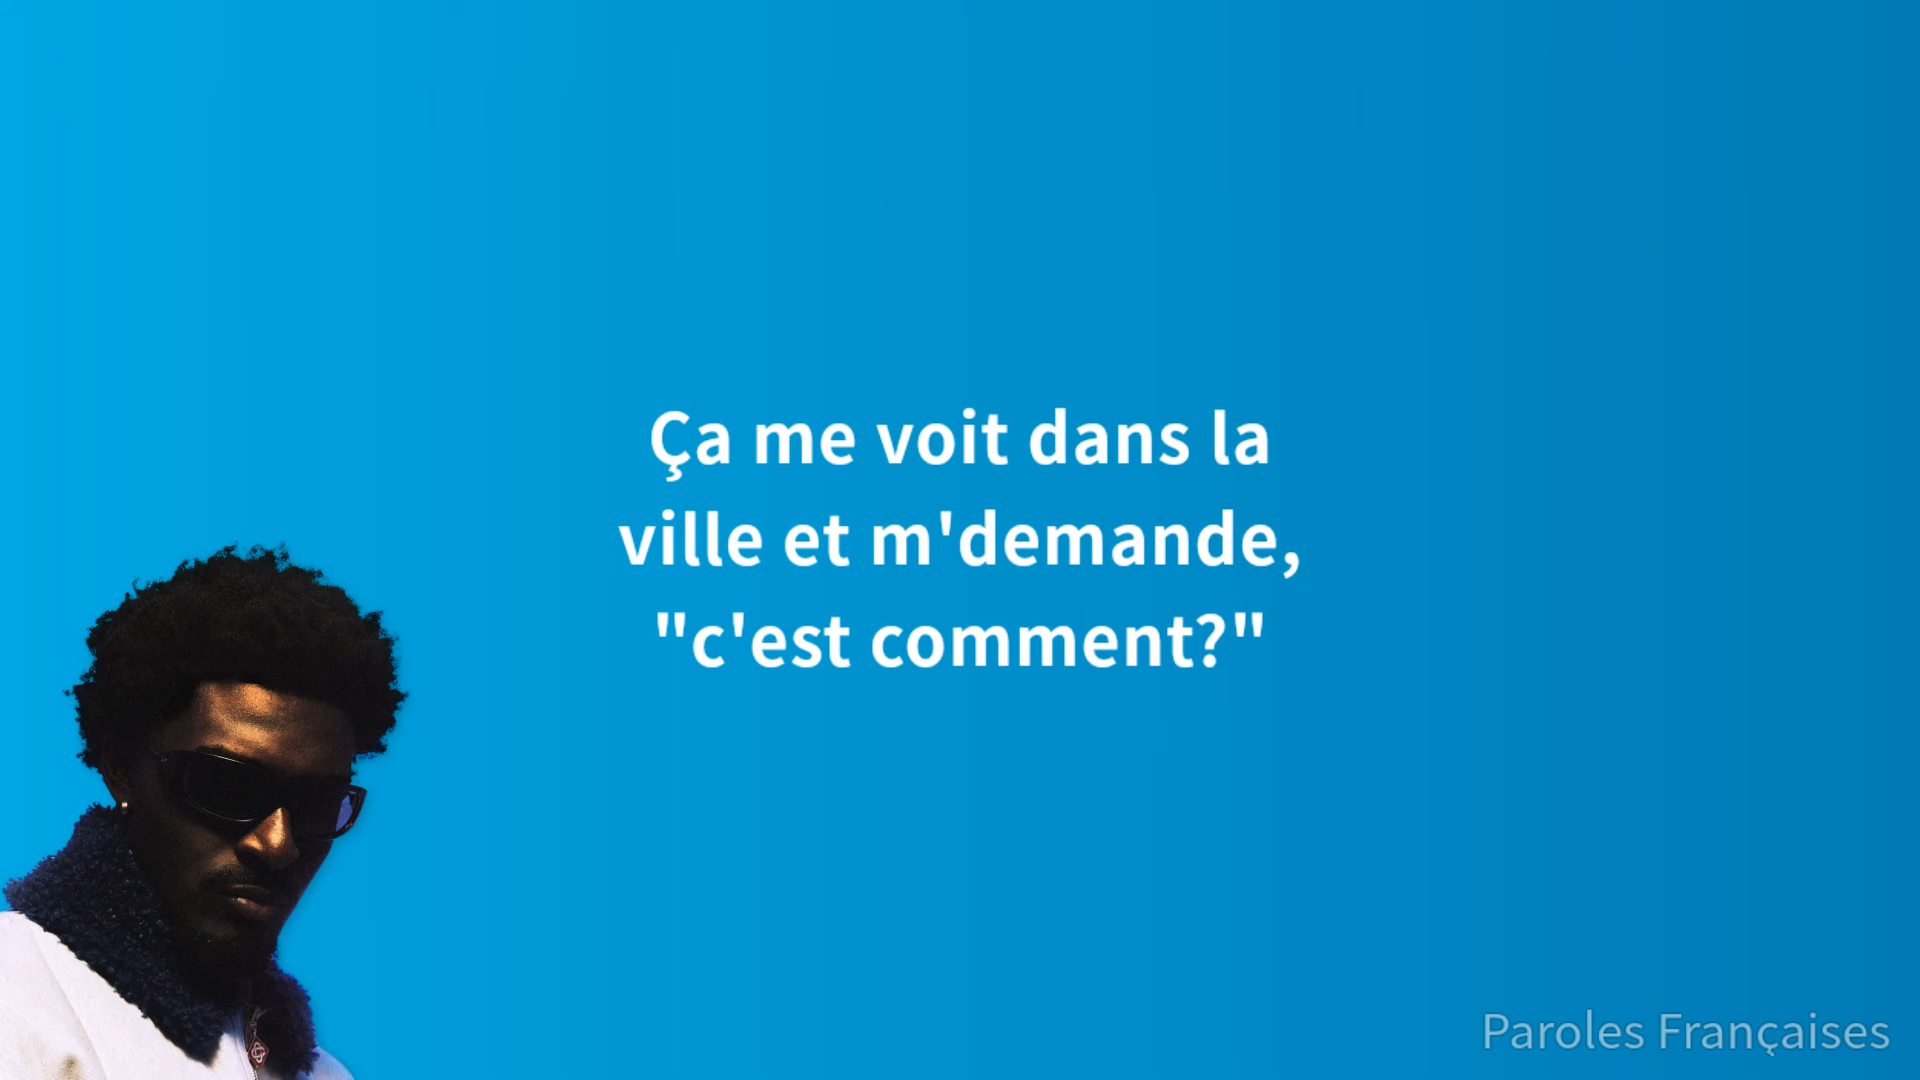 Ça me voit dans la
ville et m'demande,
"c'est comment?"
Paroles Françaises